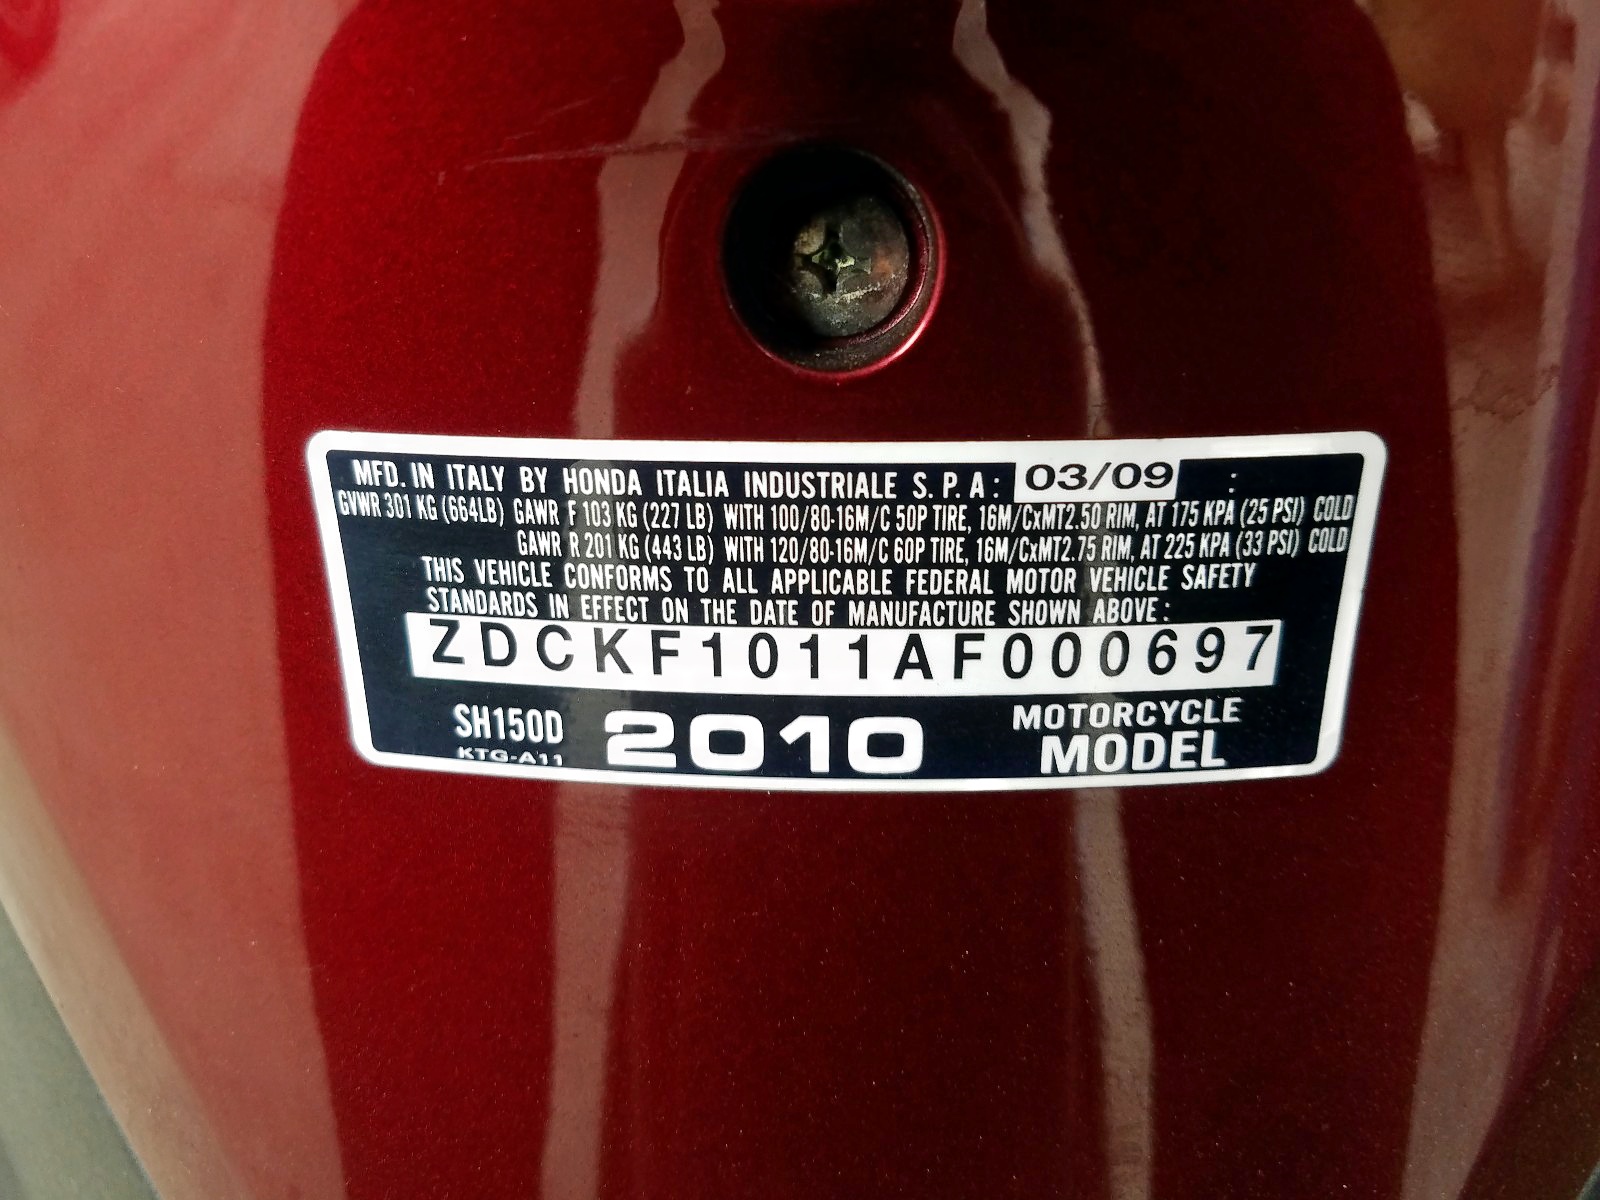 MFD. IN ITALY BY HONDA ITALIA INDUSTRIALE S. P. A: 03/09 :
GVWR 301 KG (664LB) GAWR F 103 KG (227 LB) WITH 100/80-16M/C 50P TIRE, 16M/CxMT2.50 RIM, AT 175 KPA (25 PSI) COLD
GAWR R 201 KG (443 LB) WITH 120/80-16M/C 60P TIRE, 16M/CxMT2.75 RIM, AT 225 KPA (33 PSI) COLD
THIS VEHICLE CONFORMS TO ALL APPLICABLE FEDERAL MOTOR VEHICLE SAFETY
STANDARDS IN EFFECT ON THE DATE OF MANUFACTURE SHOWN ABOVE:
ZDCKF1011AF000697
SH150D 2010 MOTORCYCLE
KTG-A11 MODEL